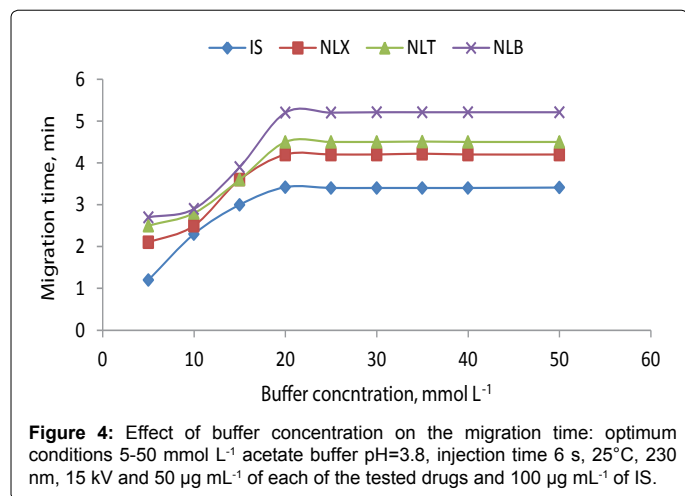 IS NLX NLT NLB
6
5
4
3
2
1
0
Migration time, min
0 10 20 30 40 50 60
Buffer concntration, mmol L-1
Figure 4: Effect of buffer concentration on the migration time: optimum
conditions 5-50 mmol L-1 acetate buffer pH=3.8, injection time 6 s, 25°C, 230
nm, 15 kV and 50 µg mL-1 of each of the tested drugs and 100 µg mL-1 of IS.